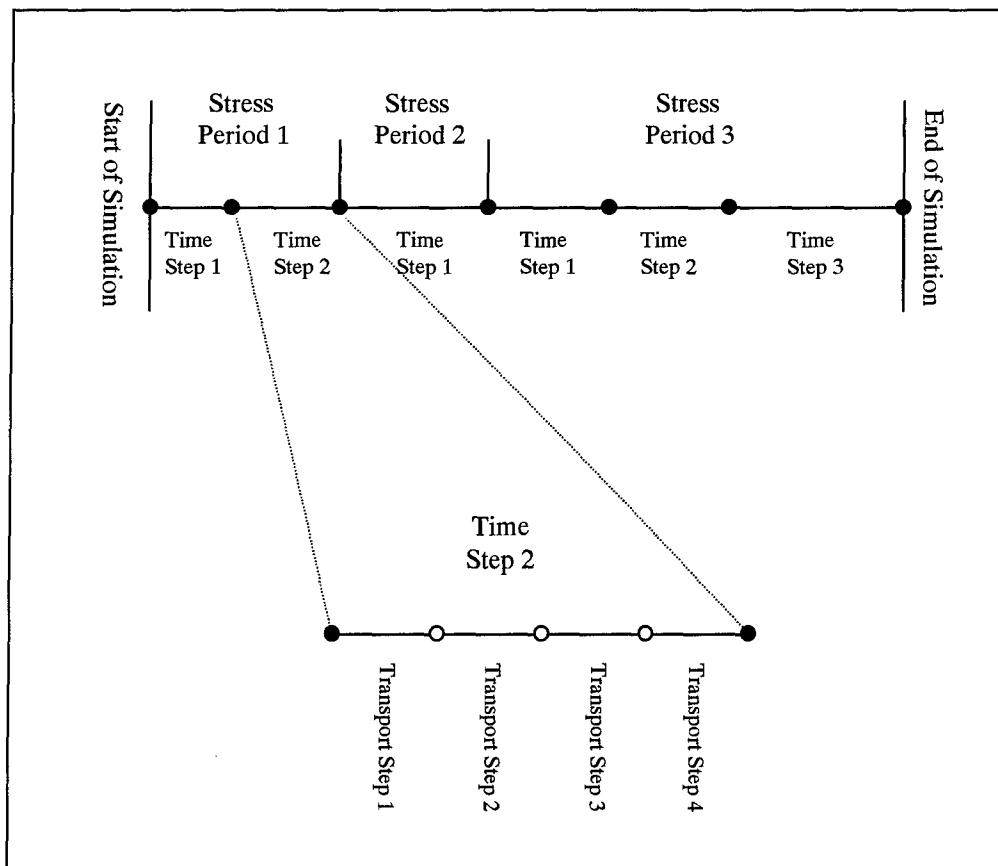 Start of Simulation
Stress
Period 1
Stress
Period 2
Stress
Period 3
End of Simulation
Time
Step 1
Time
Step 2
Time
Step 1
Time
Step 1
Time
Step 2
Time
Step 3
Time
Step 2
Transport Step 1
Transport Step 2
Transport Step 3
Transport Step 4